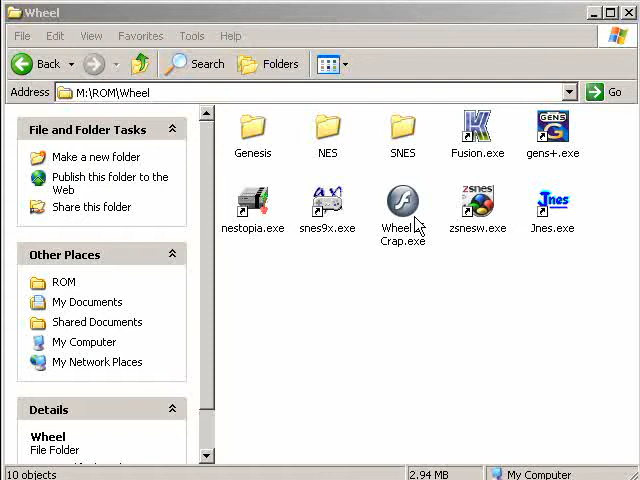 Wheel
File Edit View Favorites Tools Help
Back Search Folders
Address M:\ROM\Wheel Go
File and Folder Tasks
Make a new folder
Publish this folder to the
Web
Share this folder
Other Places
ROM
My Documents
Shared Documents
My Computer
My Network Places
Details
Wheel
File Folder
Genesis NES SNES Fusion.exe gens+.exe
GENS
zsnes
Jnes
nestopia.exe snes9x.exe Wheel Crap.exe zsnesw.exe Jnes.exe
10 objects 2.94 MB My Computer